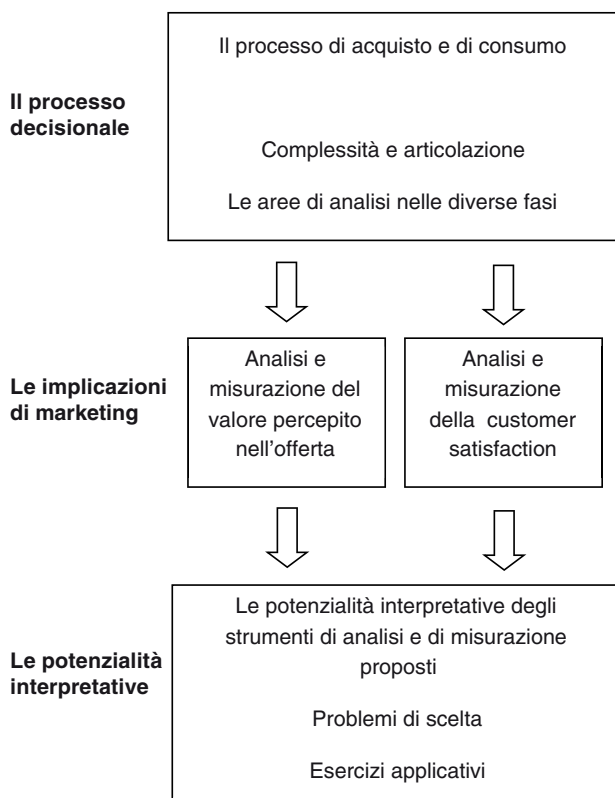 Il processo di acquisto e di consumo
Il processo
decisionale
Complessità e articolazione
Le aree di analisi nelle diverse fasi
Le implicazioni
di marketing
Analisi e
misurazione del
valore percepito
nell'offerta
Analisi e
misurazione
della customer
satisfaction
Le potenzialità
interpretative
Le potenzialità interpretative degli
strumenti di analisi e di misurazione
proposti
Problemi di scelta
Esercizi applicativi